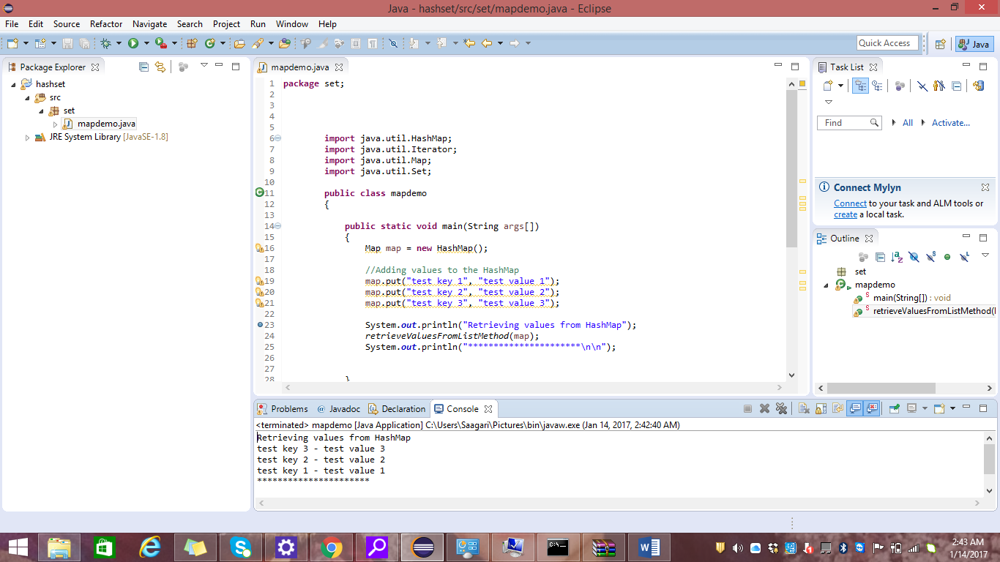 Java - hashset/src/set/mapdemo.java - Eclipse
File Edit Source Refactor Navigate Search Project Run Window Help
Quick Access
Java
Package Explorer
hashset
src
set
mapdemo.java
JRE System Library [JavaSE-1.8]
mapdemo.java
1 package set;
2
3
4
5
6 import java.util.HashMap;
7 import java.util.Iterator;
8 import java.util.Map;
9 import java.util.Set;
10
11 public class mapdemo
12 {
13
14 public static void main(String args[])
15 {
16 Map map = new HashMap();
17
18 //Adding values to the HashMap
19 map.put("test key 1", "test value 1");
20 map.put("test key 2", "test value 2");
21 map.put("test key 3", "test value 3");
22
23 System.out.println("Retrieving values from HashMap");
24 retrieveValuesFromListMethod(map);
25 System.out.println("**********************\n\n");
26
27
28 }
Task List
Find
All
Activate...
Connect Mylyn
Connect to your task and ALM tools or
create a local task.
Outline
set
mapdemo
main(String[]) : void
retrieveValuesFromListMethod(
Problems @ Javadoc Declaration Console
<terminated> mapdemo [Java Application] C:\Users\Saagari\Pictures\bin\javaw.exe (Jan 14, 2017, 2:42:40 AM)
Retrieving values from HashMap
test key 3 - test value 3
test key 2 - test value 2
test key 1 - test value 1
**********************
2:43 AM
1/14/2017